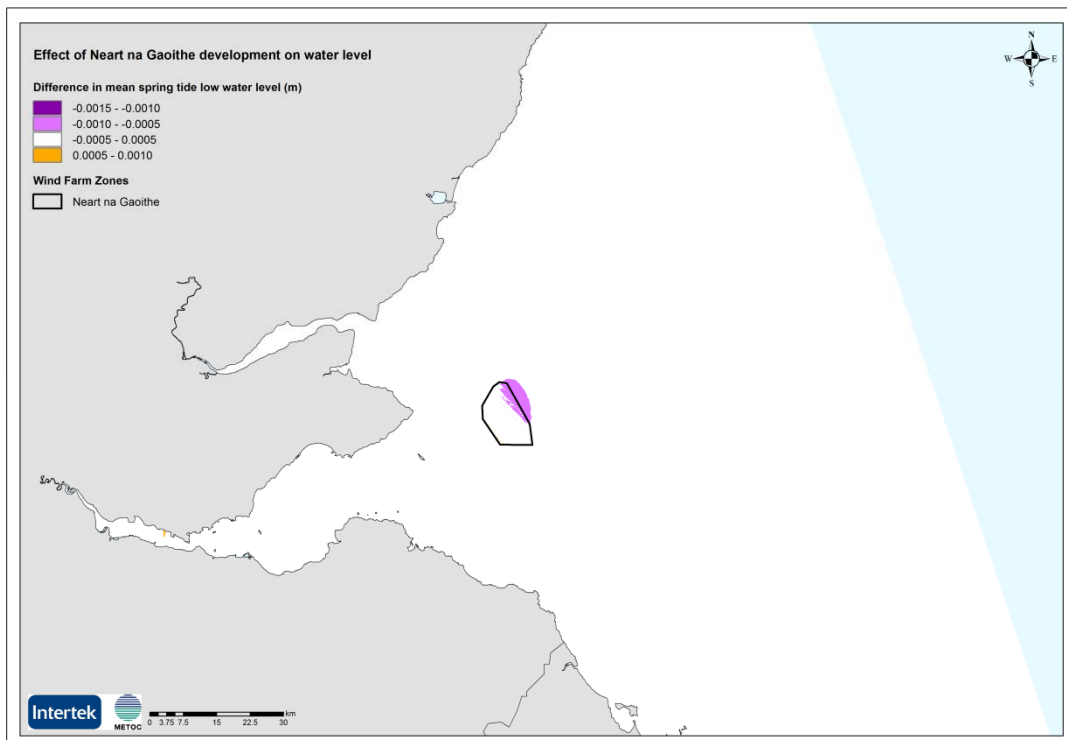 Effect of Neart na Gaoithe development on water level
Difference in mean spring tide low water level (m)
-0.0015 - -0.0010
-0.0010 - -0.0005
-0.0005 - 0.0005
0.0005 - 0.0010
Wind Farm Zones
Neart na Gaoithe
N
W E
S
Intertek
METOC
km
0 3.75 7.5 15 22.5 30